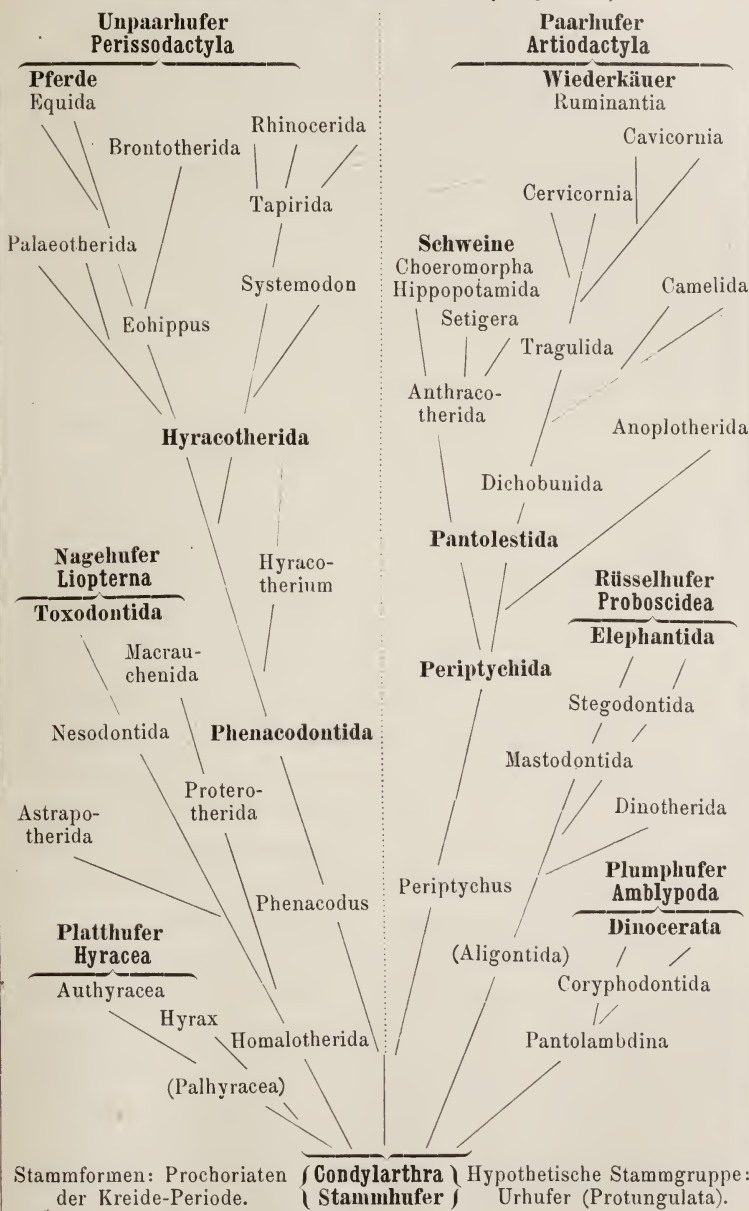 Unpaarhufer
Perissodactyla
Paarhufer
Artiodactyla
Pferde
Equida
Wiederkäuer
Ruminantia
Rhinocerida
Brontotherida
Cavicornia
Cervicornia
Tapirida
Palaeotherida
Schweine
Choeromorpha
Hippopotamida
Systemodon
Camelida
Setigera
Eohippus
Tragulida
Anthraco-
therida
Hyracotherida
Anoplotherida
Dichobunida
Pantolestida
Nagehufer
Liopterna
Toxodontida
Hyraco-
therium
Rüsselhufer
Proboscidea
Elephantida
Macrau-
chenida
Periptychida
Stegodontida
Nesodontida
Phenacodontida
Mastodontida
Protero-
therida
Astrapo-
therida
Dinotherida
Phenacodus
Periptychus
Plumphufer
Amblypoda
Dinocerata
Platthufer
Hyracea
Authyracea
(Aligontida)
Coryphodontida
Hyrax
Homalotherida
Pantolambdina
(Palhyracea)
Stammformen: Prochoriaten { Condylarthra } Hypothetische Stammgruppe:
der Kreide-Periode. { Stammhufer } Urhufer (Protungulata).